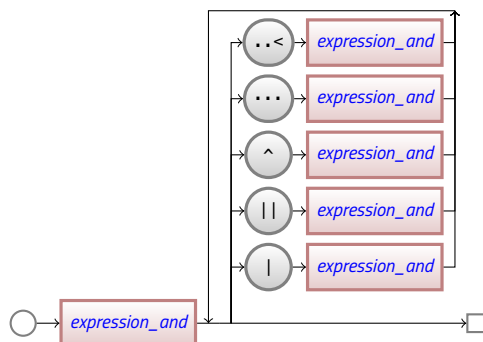 ..< expression_and
... expression_and
^ expression_and
|| expression_and
| expression_and
expression_and